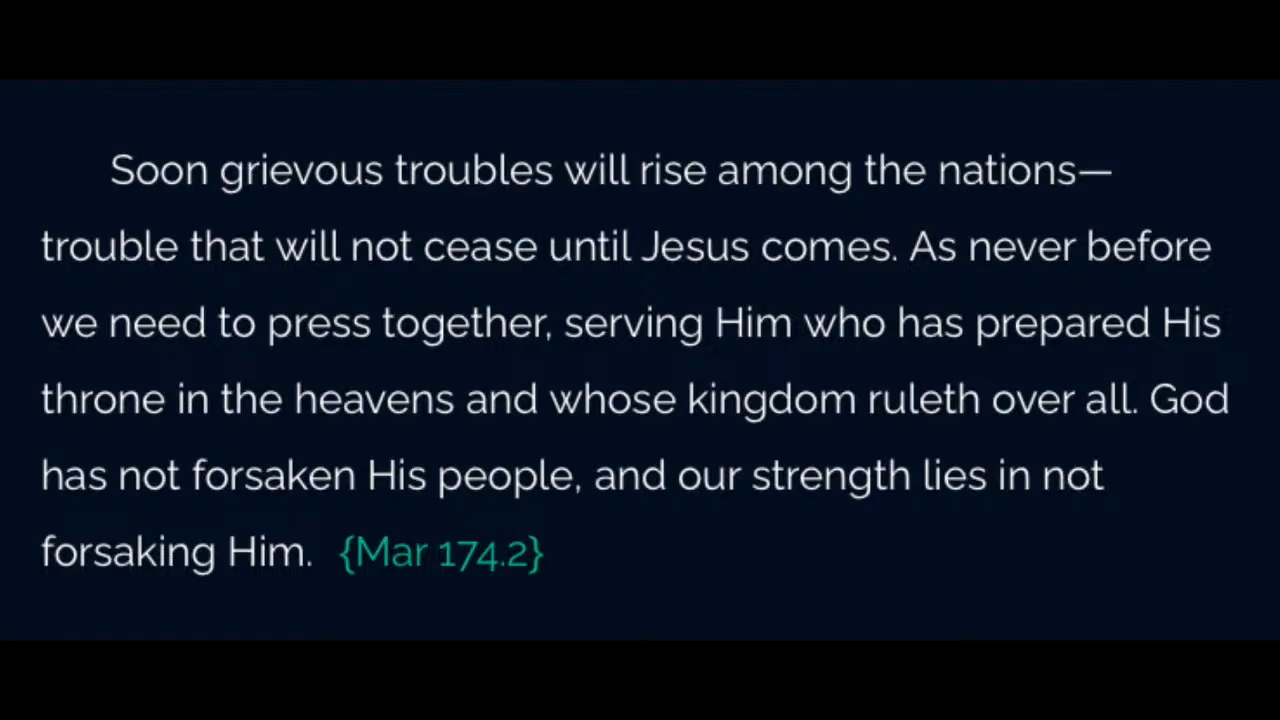 Soon grievous troubles will rise among the nations—
trouble that will not cease until Jesus comes. As never before
we need to press together, serving Him who has prepared His
throne in the heavens and whose kingdom ruleth over all. God
has not forsaken His people, and our strength lies in not
forsaking Him. {Mar 174.2}